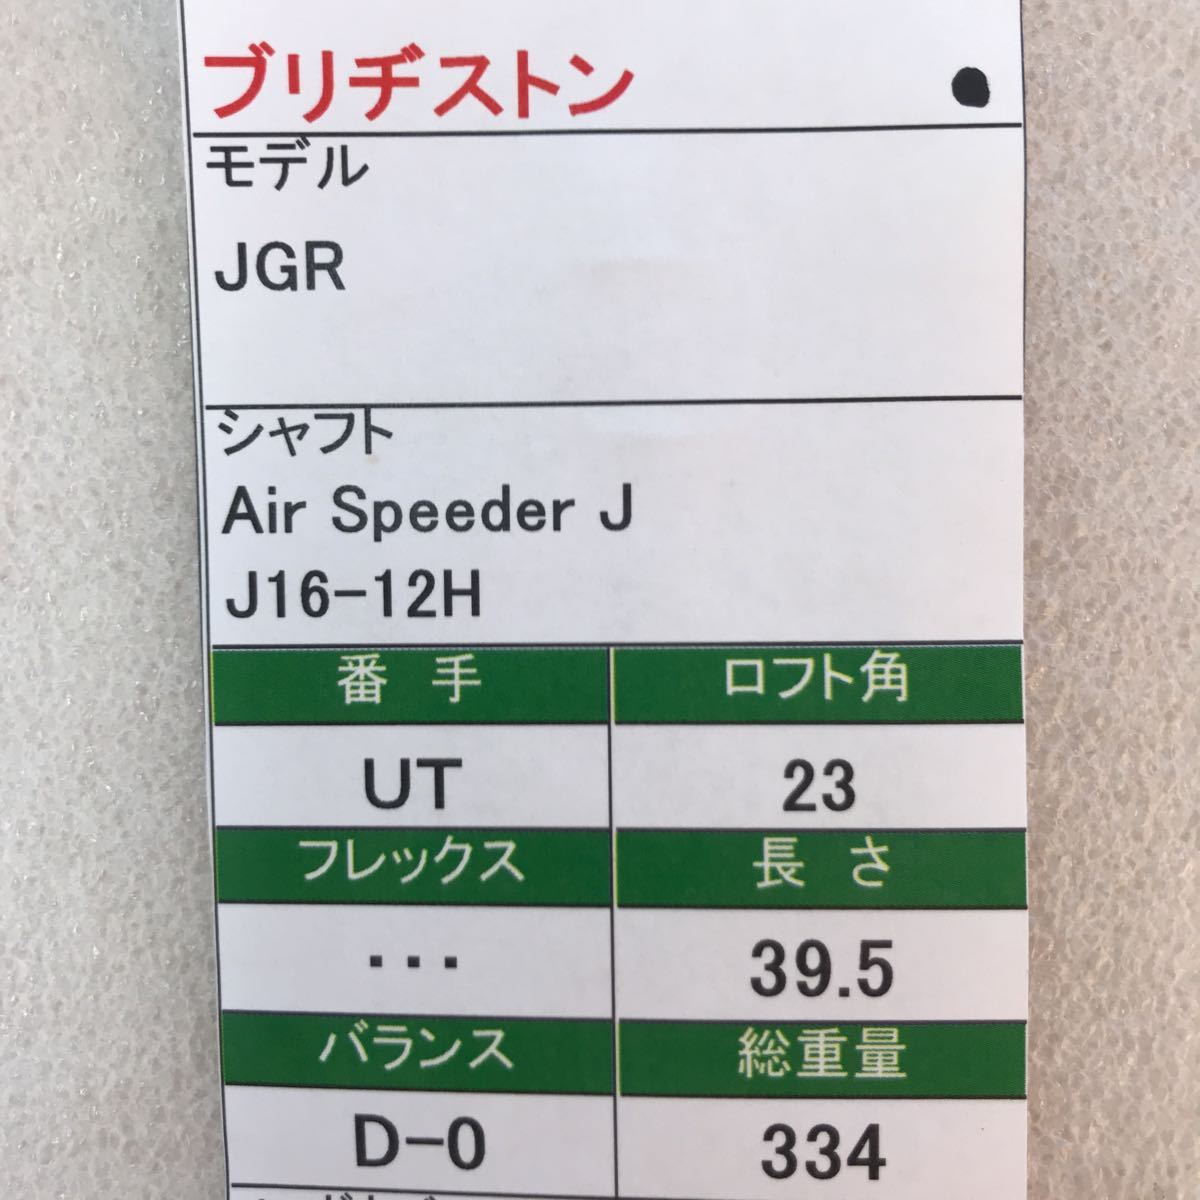 ブリヂストン
モデル
JGR
シャフト
Air Speeder J
J16-12H
番 手 ロフト角
UT 23
フレックス 長 さ
... 39.5
バランス 総重量
D-0 334